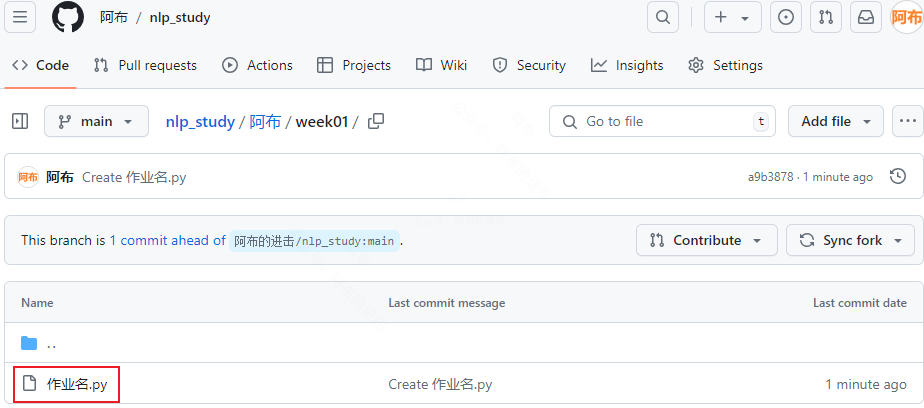 阿布 / nlp_study
阿布
Code Pull requests Actions Projects Wiki Security Insights Settings
main nlp_study / 阿布 / week01 / Go to file t Add file
阿布 Create 作业名.py a9b3878 · 1 minute ago
This branch is 1 commit ahead of 阿布的进击/nlp_study:main . Contribute Sync fork
Name Last commit message Last commit date
..
作业名.py Create 作业名.py 1 minute ago